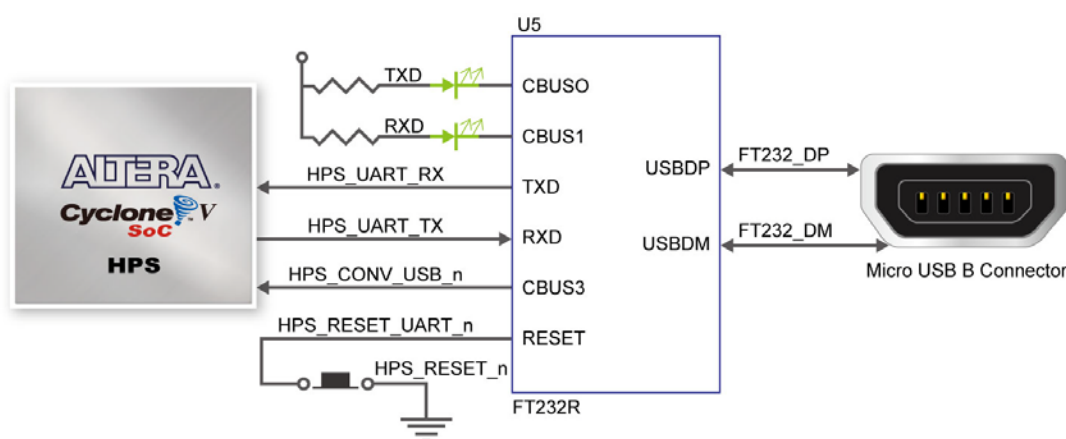 U5
TXD
CBUSO
RXD
CBUS1
ALTERA.
Cyclone V
SoC
HPS
HPS_UART_RX
TXD
HPS_UART_TX
RXD
HPS_CONV_USB_n
CBUS3
HPS_RESET_UART_n
RESET
HPS_RESET_n
FT232R
USBDP
FT232_DP
USBDM
FT232_DM
Micro USB B Connector